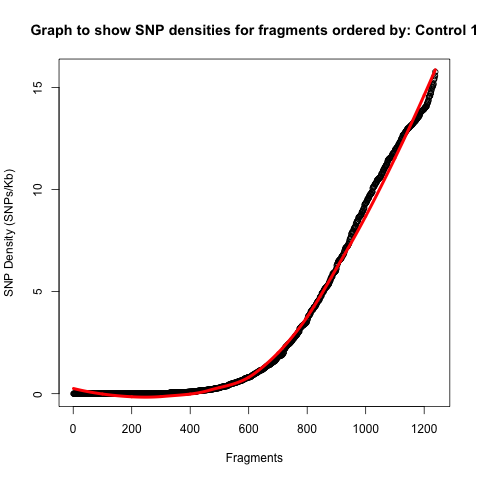 Graph to show SNP densities for fragments ordered by: Control 1
SNP Density (SNPs/Kb)
15
10
5
0
0 200 400 600 800 1000 1200
Fragments